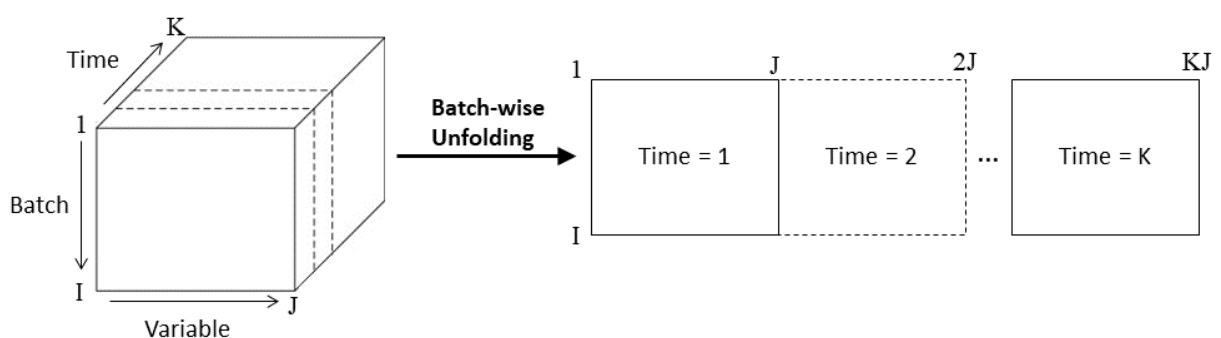 K
Time
1
Batch
I
J
Variable
Batch-wise
Unfolding
1
J
2J
KJ
Time = 1
Time = 2
...
Time = K
I